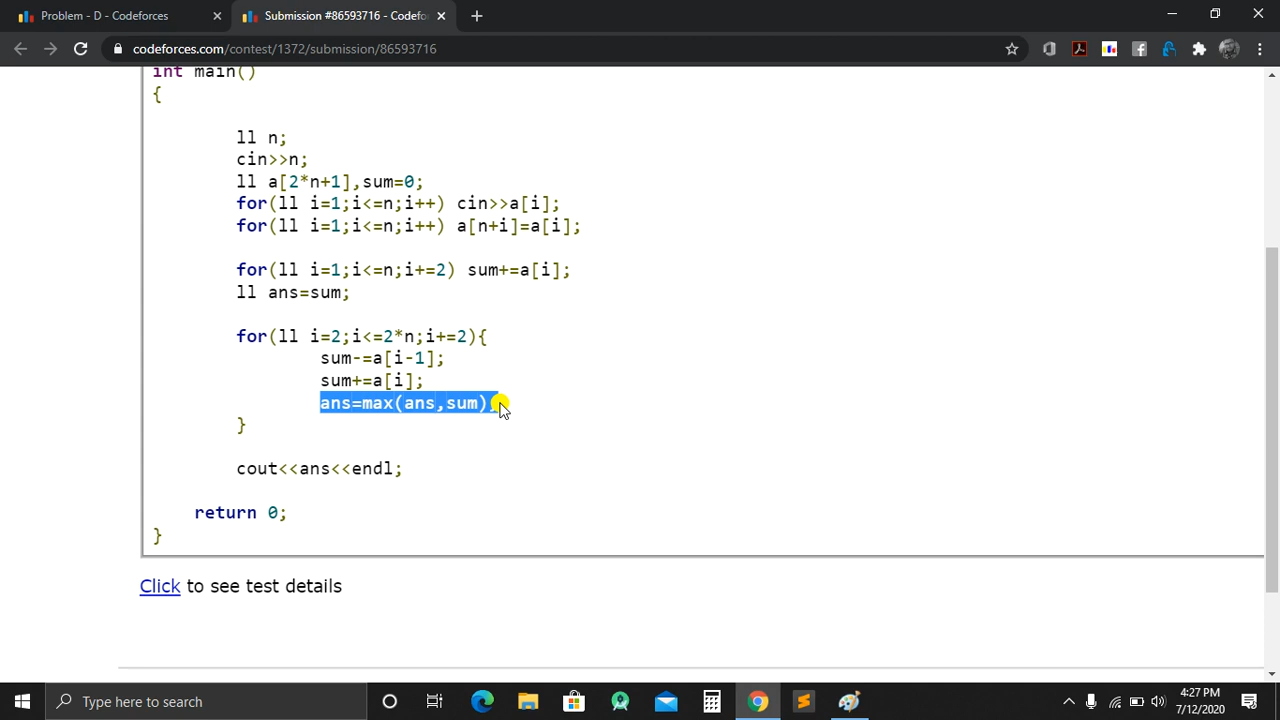 Problem - D - Codeforces
Submission #86593716 - Codefor
codeforces.com/contest/1372/submission/86593716
int main()
{
ll n;
cin>>n;
ll a[2*n+1],sum=0;
for(ll i=1;i<=n;i++) cin>>a[i];
for(ll i=1;i<=n;i++) a[n+i]=a[i];
for(ll i=1;i<=n;i+=2) sum+=a[i];
ll ans=sum;
for(ll i=2;i<=2*n;i+=2){
sum-=a[i-1];
sum+=a[i];
ans=max(ans,sum);
}
cout<<ans<<endl;
return 0;
}
Click to see test details
Type here to search
4:27 PM
7/12/2020